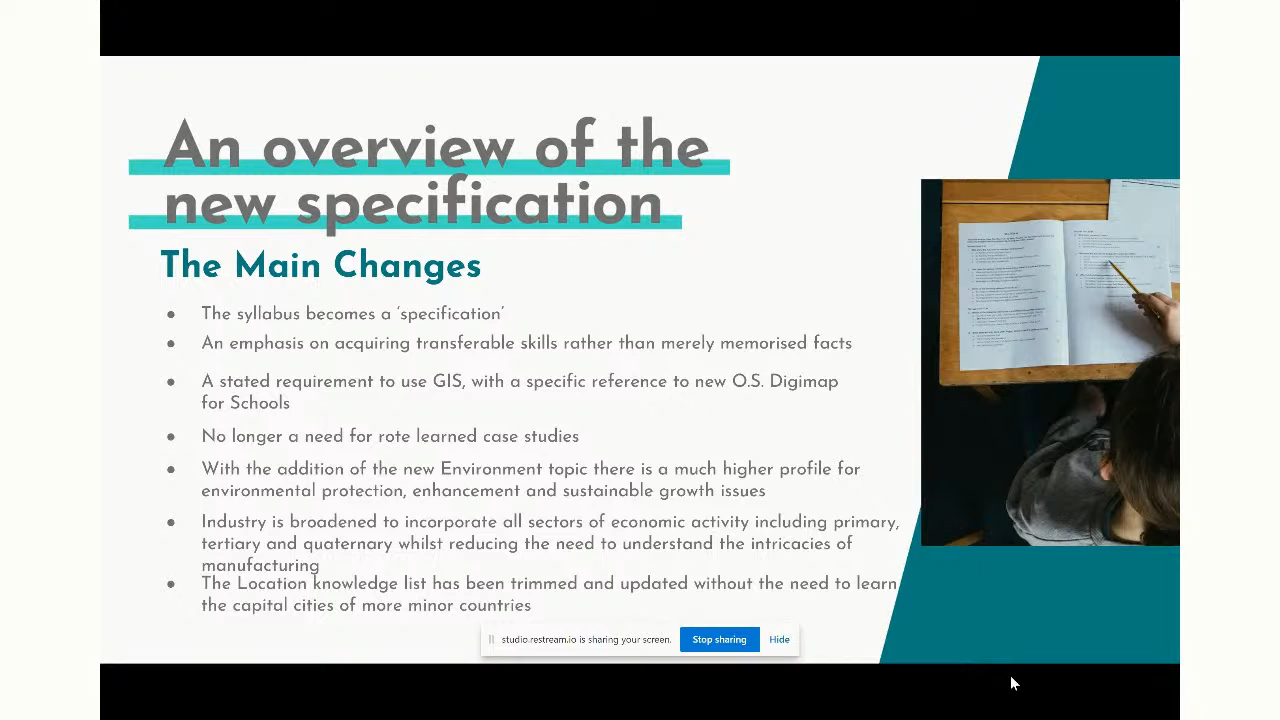 An overview of the
new specification
The Main Changes
● The syllabus becomes a ‘specification’
● An emphasis on acquiring transferable skills rather than merely memorised facts
● A stated requirement to use GIS, with a specific reference to new O.S. Digimap
for Schools
● No longer a need for rote learned case studies
● With the addition of the new Environment topic there is a much higher profile for
environmental protection, enhancement and sustainable growth issues
● Industry is broadened to incorporate all sectors of economic activity including primary,
tertiary and quaternary whilst reducing the need to understand the intricacies of
manufacturing
● The Location knowledge list has been trimmed and updated without the need to learn
the capital cities of more minor countries
studio.restream.io is sharing your screen. Stop sharing Hide